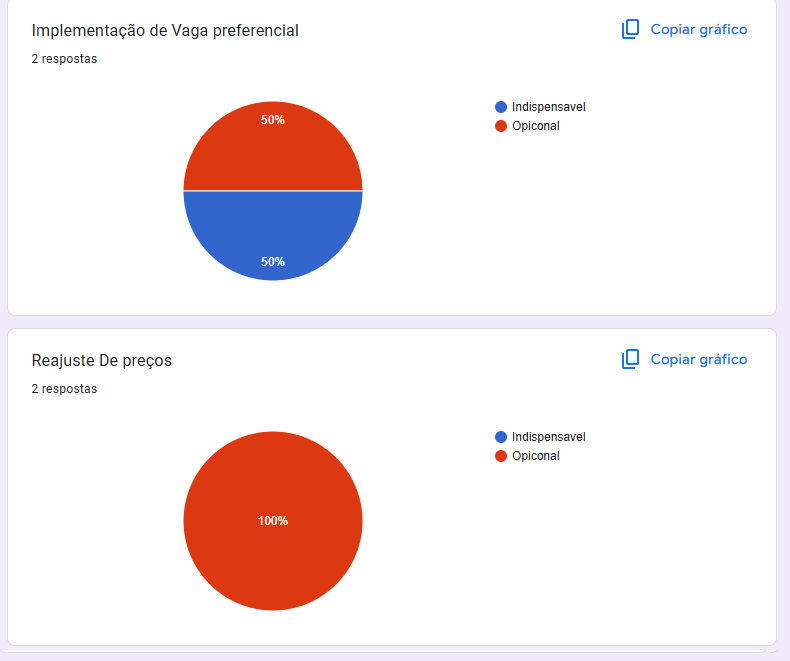 Implementação de Vaga preferencial
Copiar gráfico
2 respostas
50%
50%
Indispensavel
Opiconal
Reajuste De preços
Copiar gráfico
2 respostas
100%
Indispensavel
Opiconal